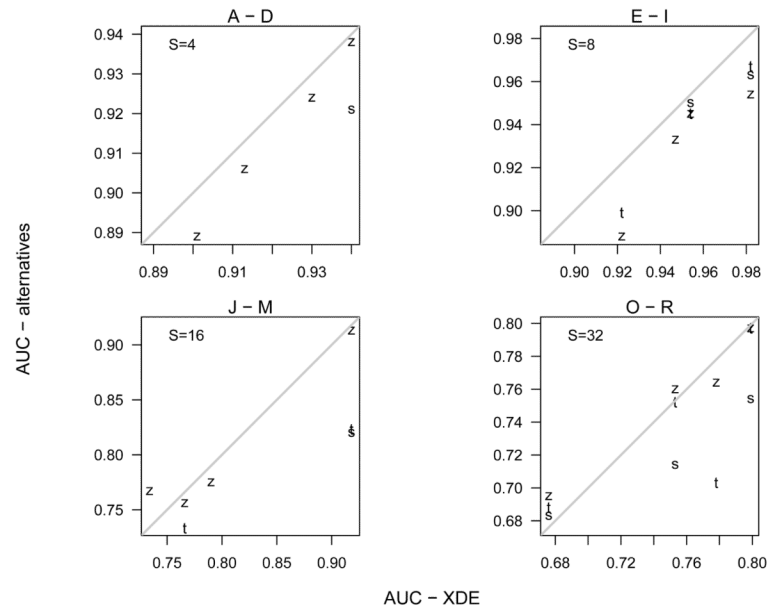 A − D
S=4
0.94
0.93
0.92
0.91
0.90
0.89
z
z
s
z
z
0.89 0.91 0.93
E − I
S=8
0.98
0.96
0.94
0.92
0.90
t
s
z
s
z
t
z
t
z
0.90 0.92 0.94 0.96 0.98
J − M
S=16
0.90
0.85
0.80
0.75
z
t
s
z
z
z
t
0.75 0.80 0.85 0.90
O − R
S=32
0.80
0.78
0.76
0.74
0.72
0.70
0.68
z
t
z
z
s
t
s
t
z
t
s
0.68 0.72 0.76 0.80
AUC − alternatives
AUC − XDE